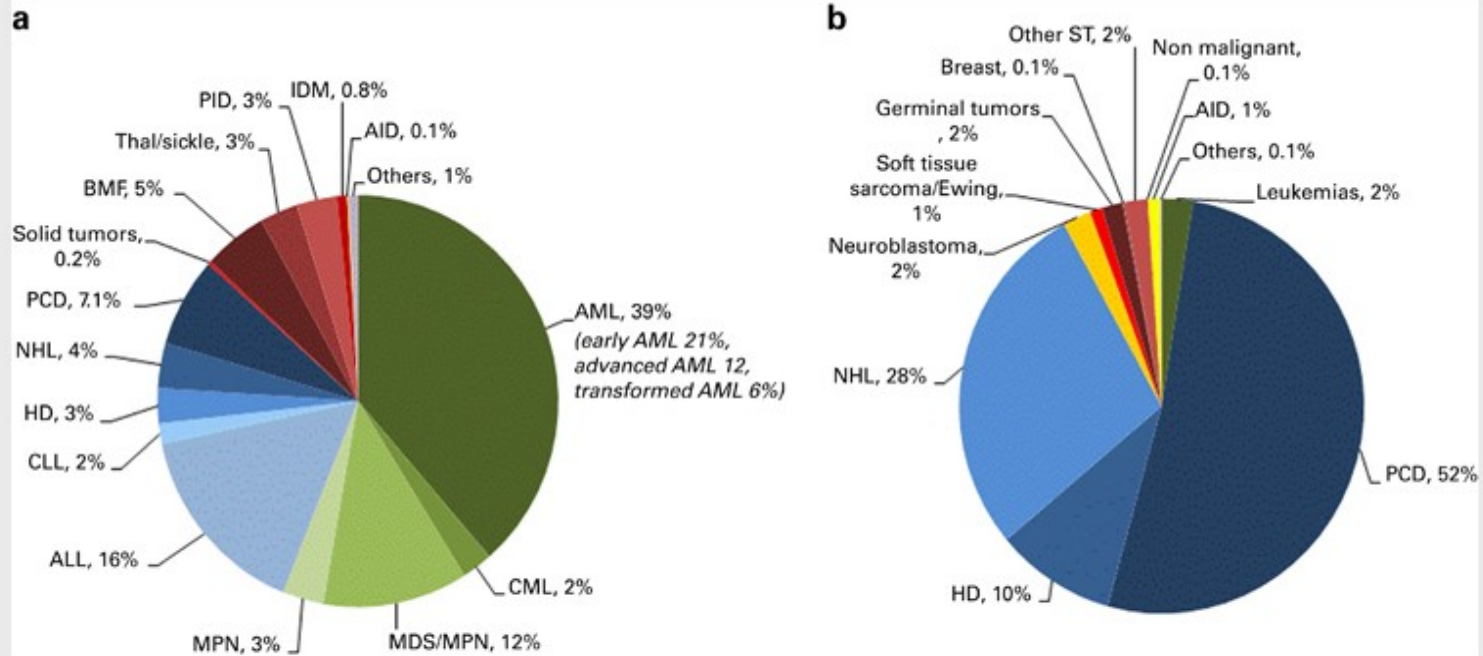 a
PID, 3%
IDM, 0.8%
AID, 0.1%
Thal/sickle, 3%
Others, 1%
BMF, 5%
Solid tumors,
0.2%
PCD, 7.1%
NHL, 4%
HD, 3%
CLL, 2%
ALL, 16%
MPN, 3%
MDS/MPN, 12%
CML, 2%
AML, 39%
(early AML 21%,
advanced AML 12,
transformed AML 6%)
b
Other ST, 2%
Non malignant,
0.1%
Breast, 0.1%
AID, 1%
Germinal tumors
, 2%
Others, 0.1%
Soft tissue
sarcoma/Ewing,
1%
Leukemias, 2%
Neuroblastoma,
2%
NHL, 28%
PCD, 52%
HD, 10%